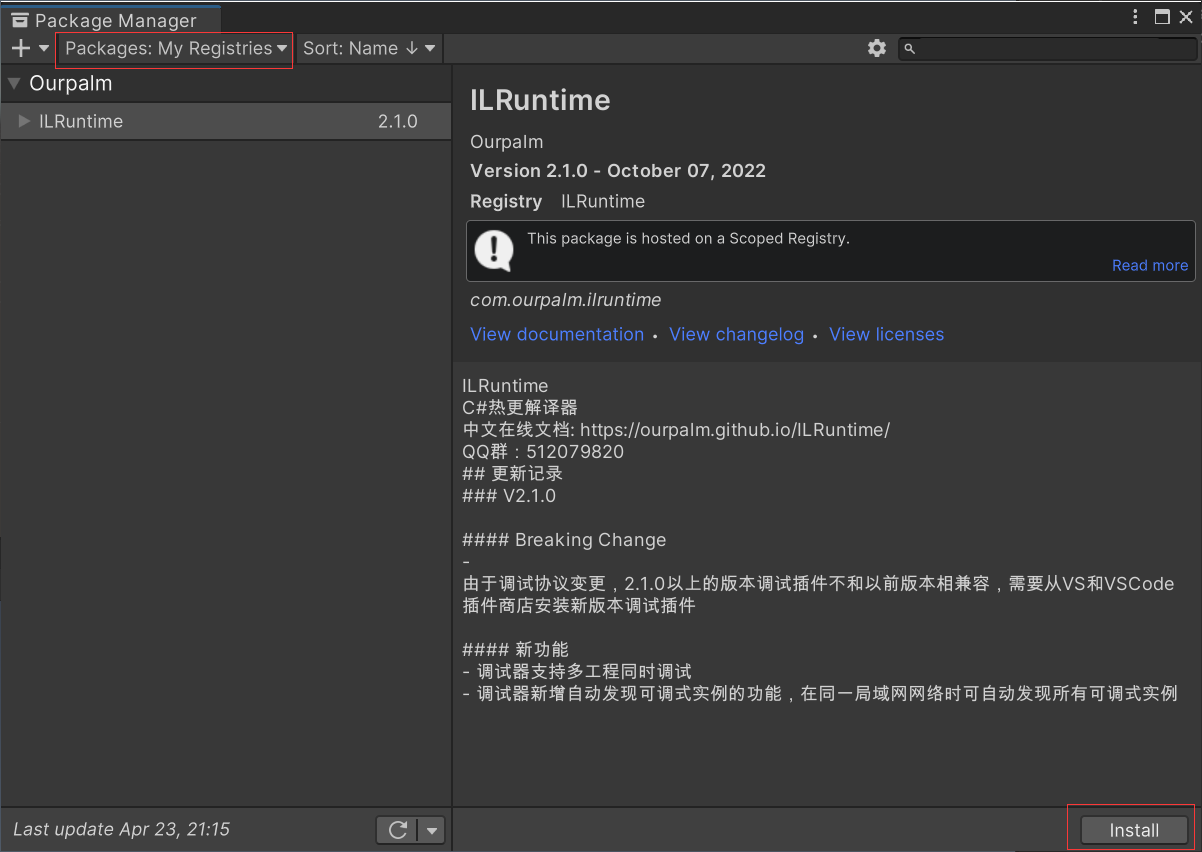 Package Manager
Packages: My Registries
Sort: Name ↓
Ourpalm
ILRuntime 2.1.0
Last update Apr 23, 21:15
ILRuntime
Ourpalm
Version 2.1.0 - October 07, 2022
Registry ILRuntime
This package is hosted on a Scoped Registry.
Read more
com.ourpalm.ilruntime
View documentation • View changelog • View licenses
ILRuntime
C#热更解译器
中文在线文档: https://ourpalm.github.io/ILRuntime/
QQ群：512079820
## 更新记录
### V2.1.0
#### Breaking Change
-
由于调试协议变更，2.1.0以上的版本调试插件不和以前版本相兼容，需要从VS和VSCode
插件商店安装新版本调试插件
#### 新功能
- 调试器支持多工程同时调试
- 调试器新增自动发现可调式实例的功能，在同一局域网网络时可自动发现所有可调式实例
Install